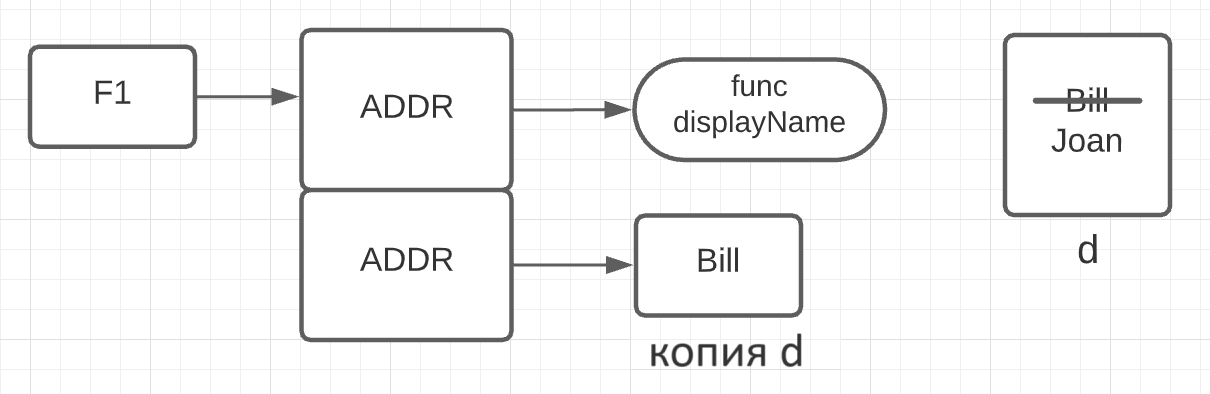 F1
ADDR
func
displayName
Bill
Joan
d
ADDR
Bill
копия d